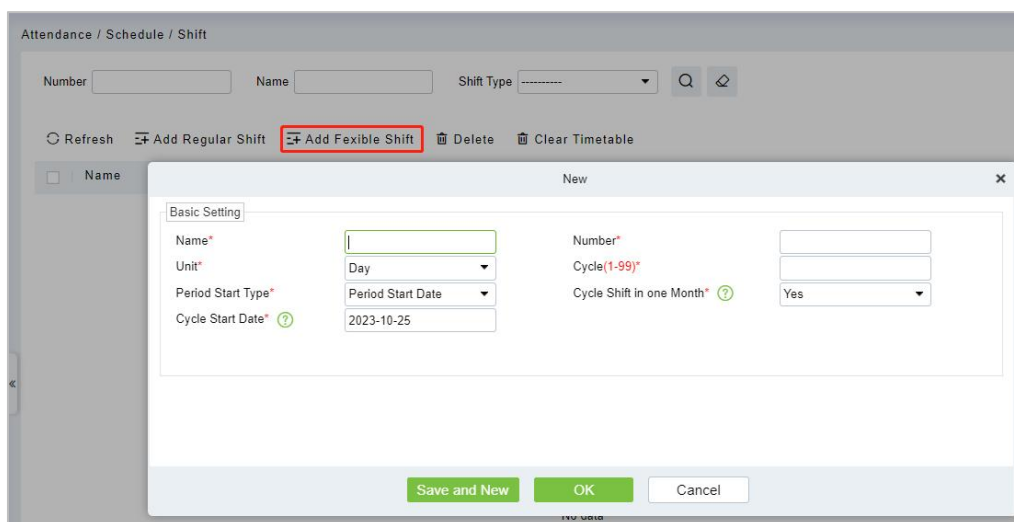 Attendance / Schedule / Shift
Number Name Shift Type ----------
Refresh Add Regular Shift Add Fexible Shift Delete Clear Timetable
Name
New
Basic Setting
Name* Number*
Unit* Day Cycle(1-99)*
Period Start Type* Period Start Date Cycle Shift in one Month* ? Yes
Cycle Start Date* ? 2023-10-25
Save and New OK Cancel
No data